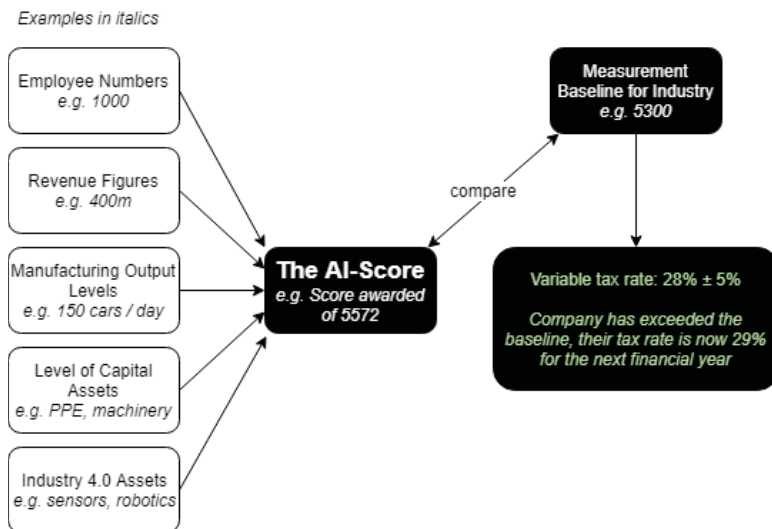 Examples in italics
Employee Numbers
e.g. 1000
Revenue Figures
e.g. 400m
Manufacturing Output
Levels
e.g. 150 cars / day
Level of Capital
Assets
e.g. PPE, machinery
Industry 4.0 Assets
e.g. sensors, robotics
The AI-Score
e.g. Score awarded
of 5572
compare
Measurement
Baseline for Industry
e.g. 5300
Variable tax rate: 28% ± 5%
Company has exceeded the
baseline, their tax rate is now 29%
for the next financial year